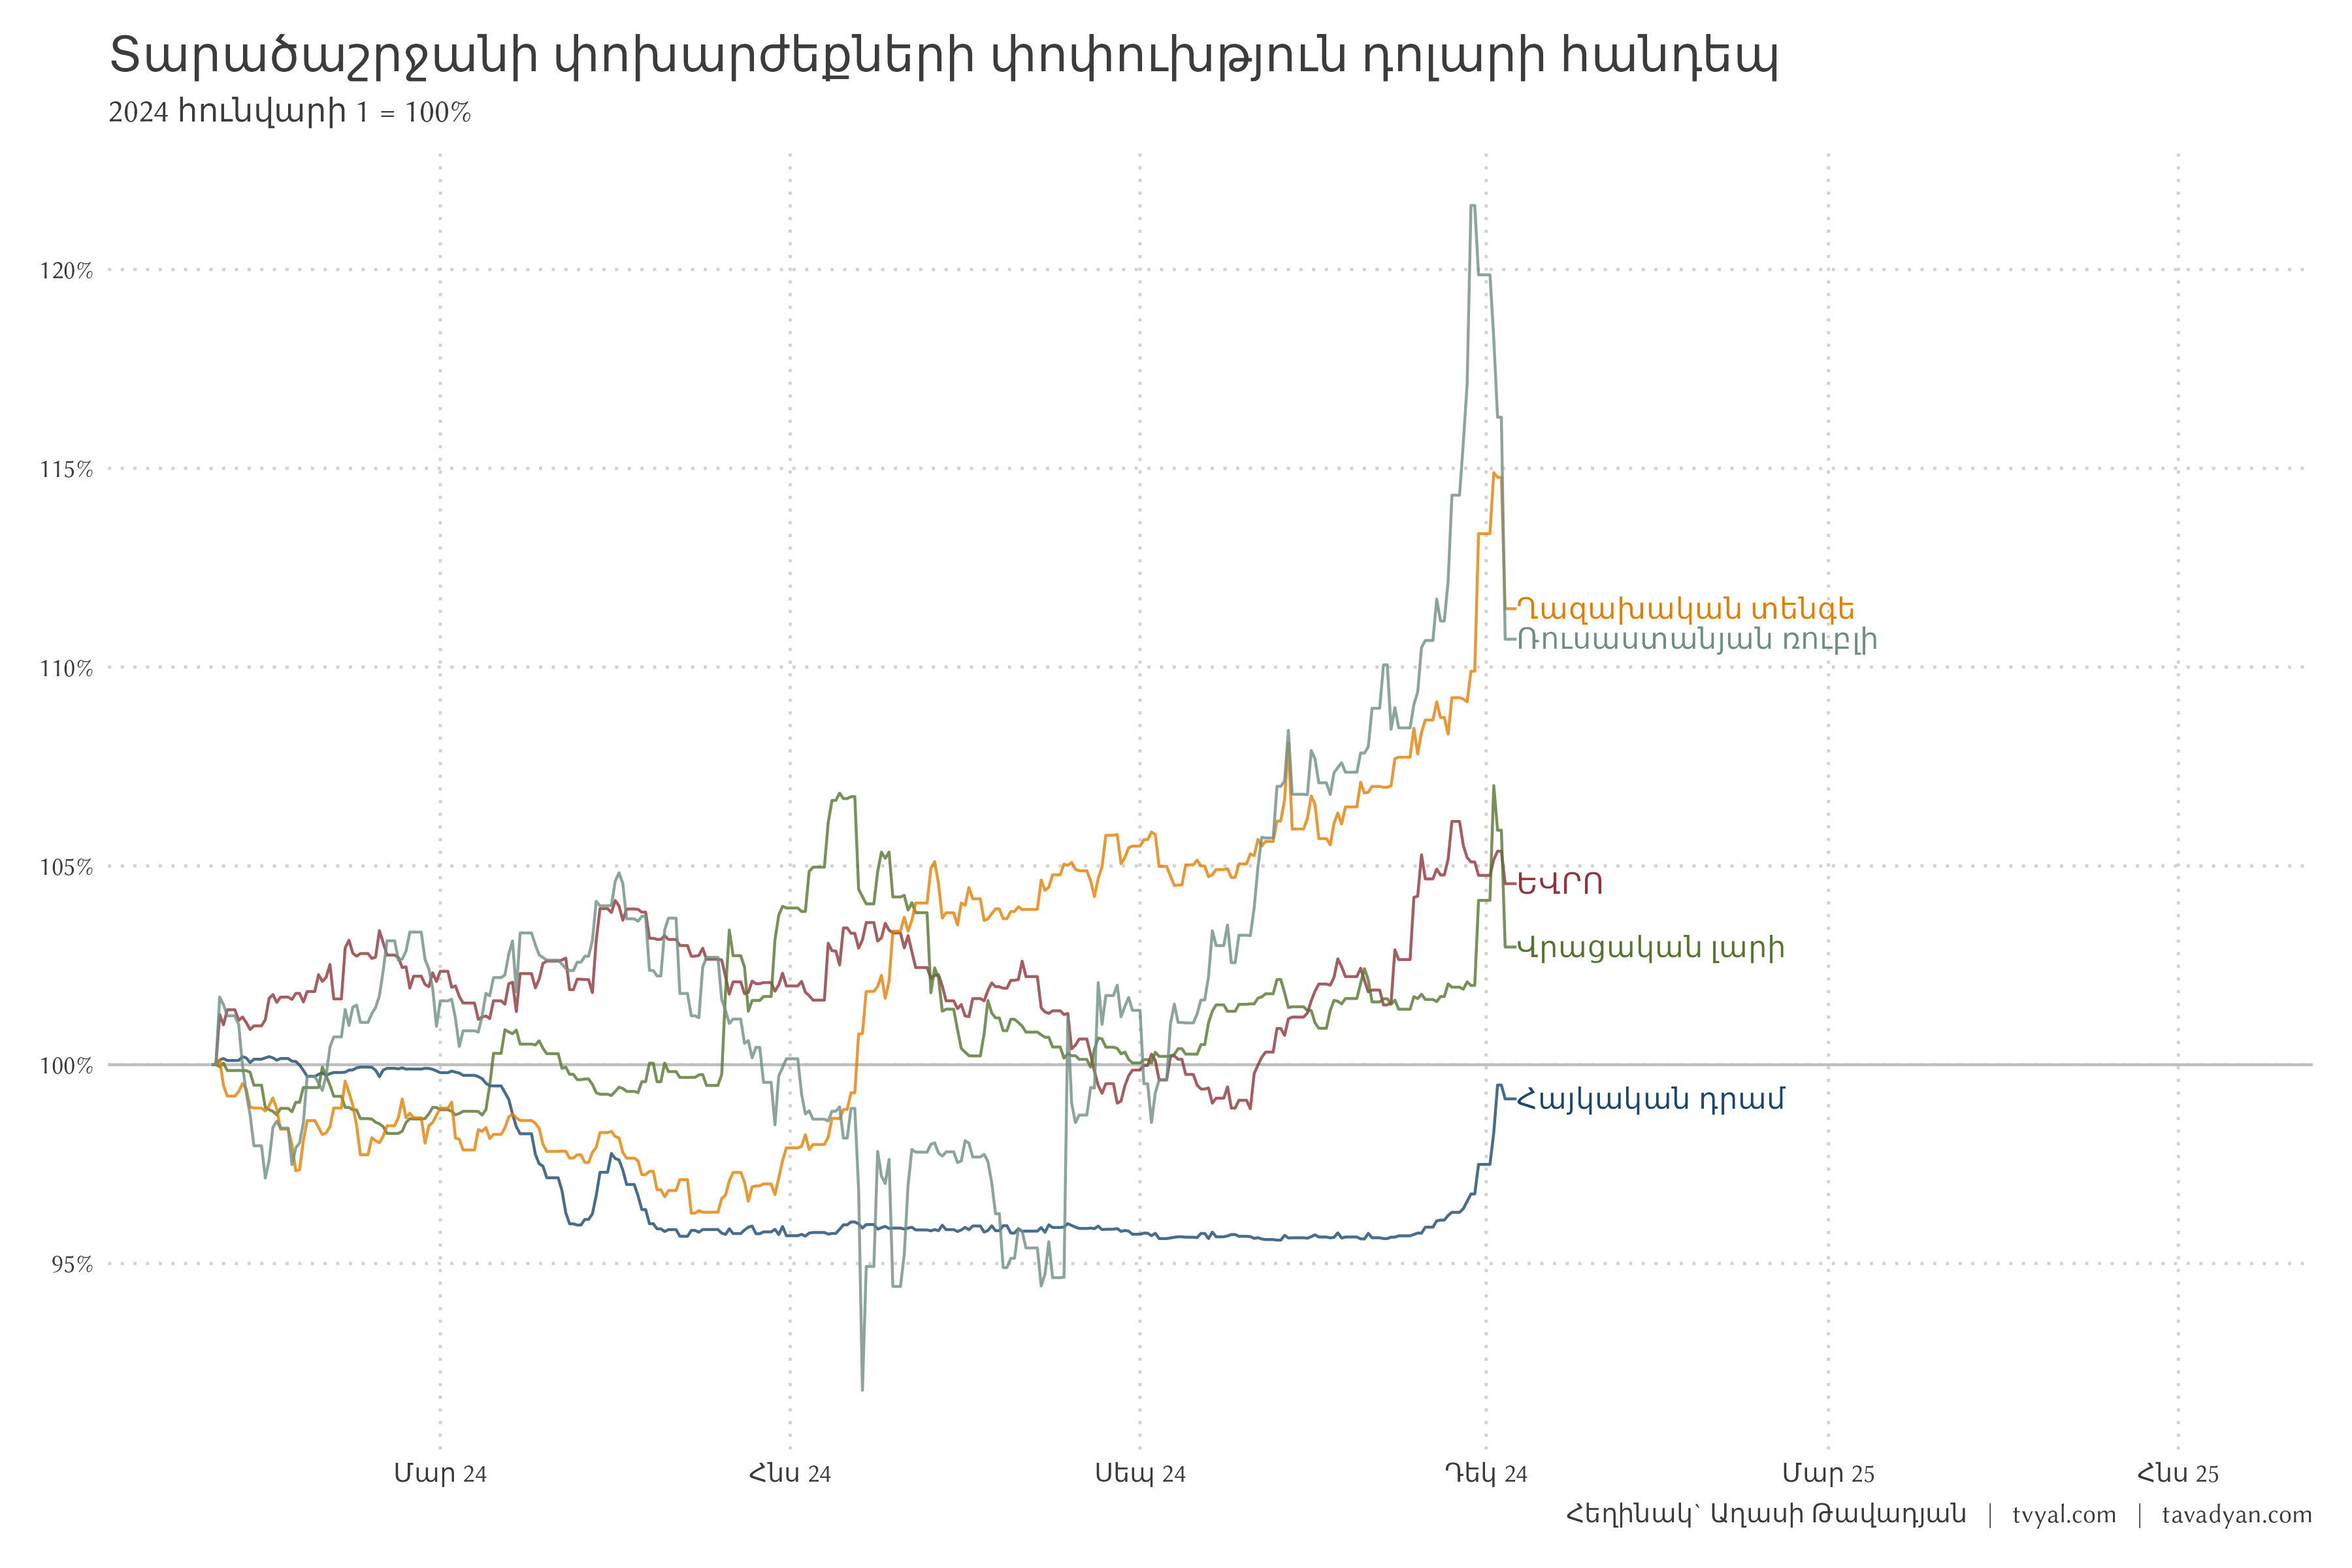 Տարածաշրջանի փոխարժեքների փոփոխություն դոլարի հանդեպ
2024 հունվարի 1 = 100%
120%
115%
110%
105%
100%
95%
Ղազախական տենգե
Ռուսաստանյան ռուբլի
ԵՎՐՈ
Վրացական լարի
Հայկական դրամ
Մար 24
Հնս 24
Սեպ 24
Դեկ 24
Մար 25
Հնս 25
Հեղինակ՝ Աղասի Թավադյան | tvyal.com | tavadyan.com